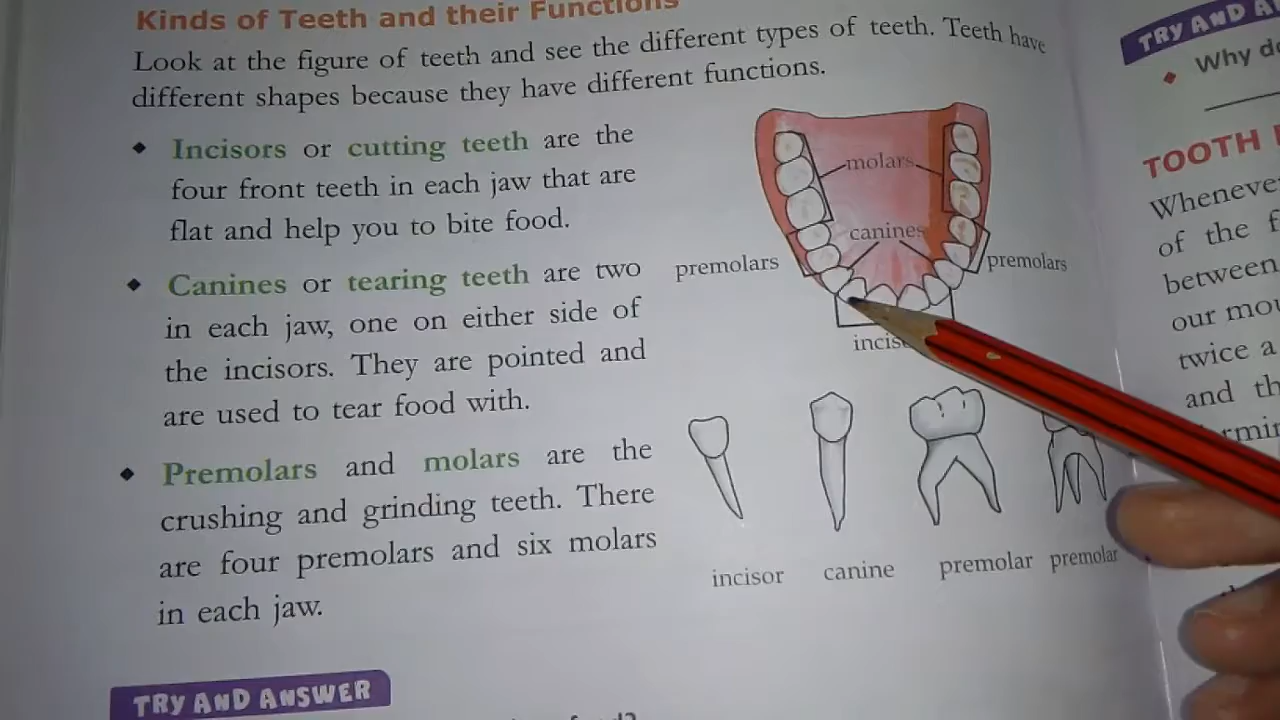 Kinds of Teeth and their Functions
Look at the figure of teeth and see the different types of teeth. Teeth have
different shapes because they have different functions.
Incisors or cutting teeth are the
four front teeth in each jaw that are
flat and help you to bite food.
Canines or tearing teeth are two
in each jaw, one on either side of
the incisors. They are pointed and
are used to tear food with.
Premolars and molars are the
crushing and grinding teeth. There
are four premolars and six molars
in each jaw.
TRY AND ANSWER
molars
canines
premolars
premolars
incisor
canine
premolar
premolar
TRY AND
Why
TOOTH
Whenever
of the
between
our
twice a
and